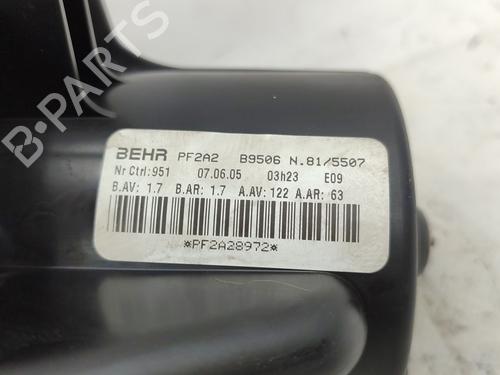 B-PARTS
BEHR PF2A2 B9506 N.81/5507
Nr Ctrl:951 07.06.05 03h23 E09
B.AV: 1.7 B.AR: 1.7 A.AV: 122 A.AR: 63
*PF2A28972*